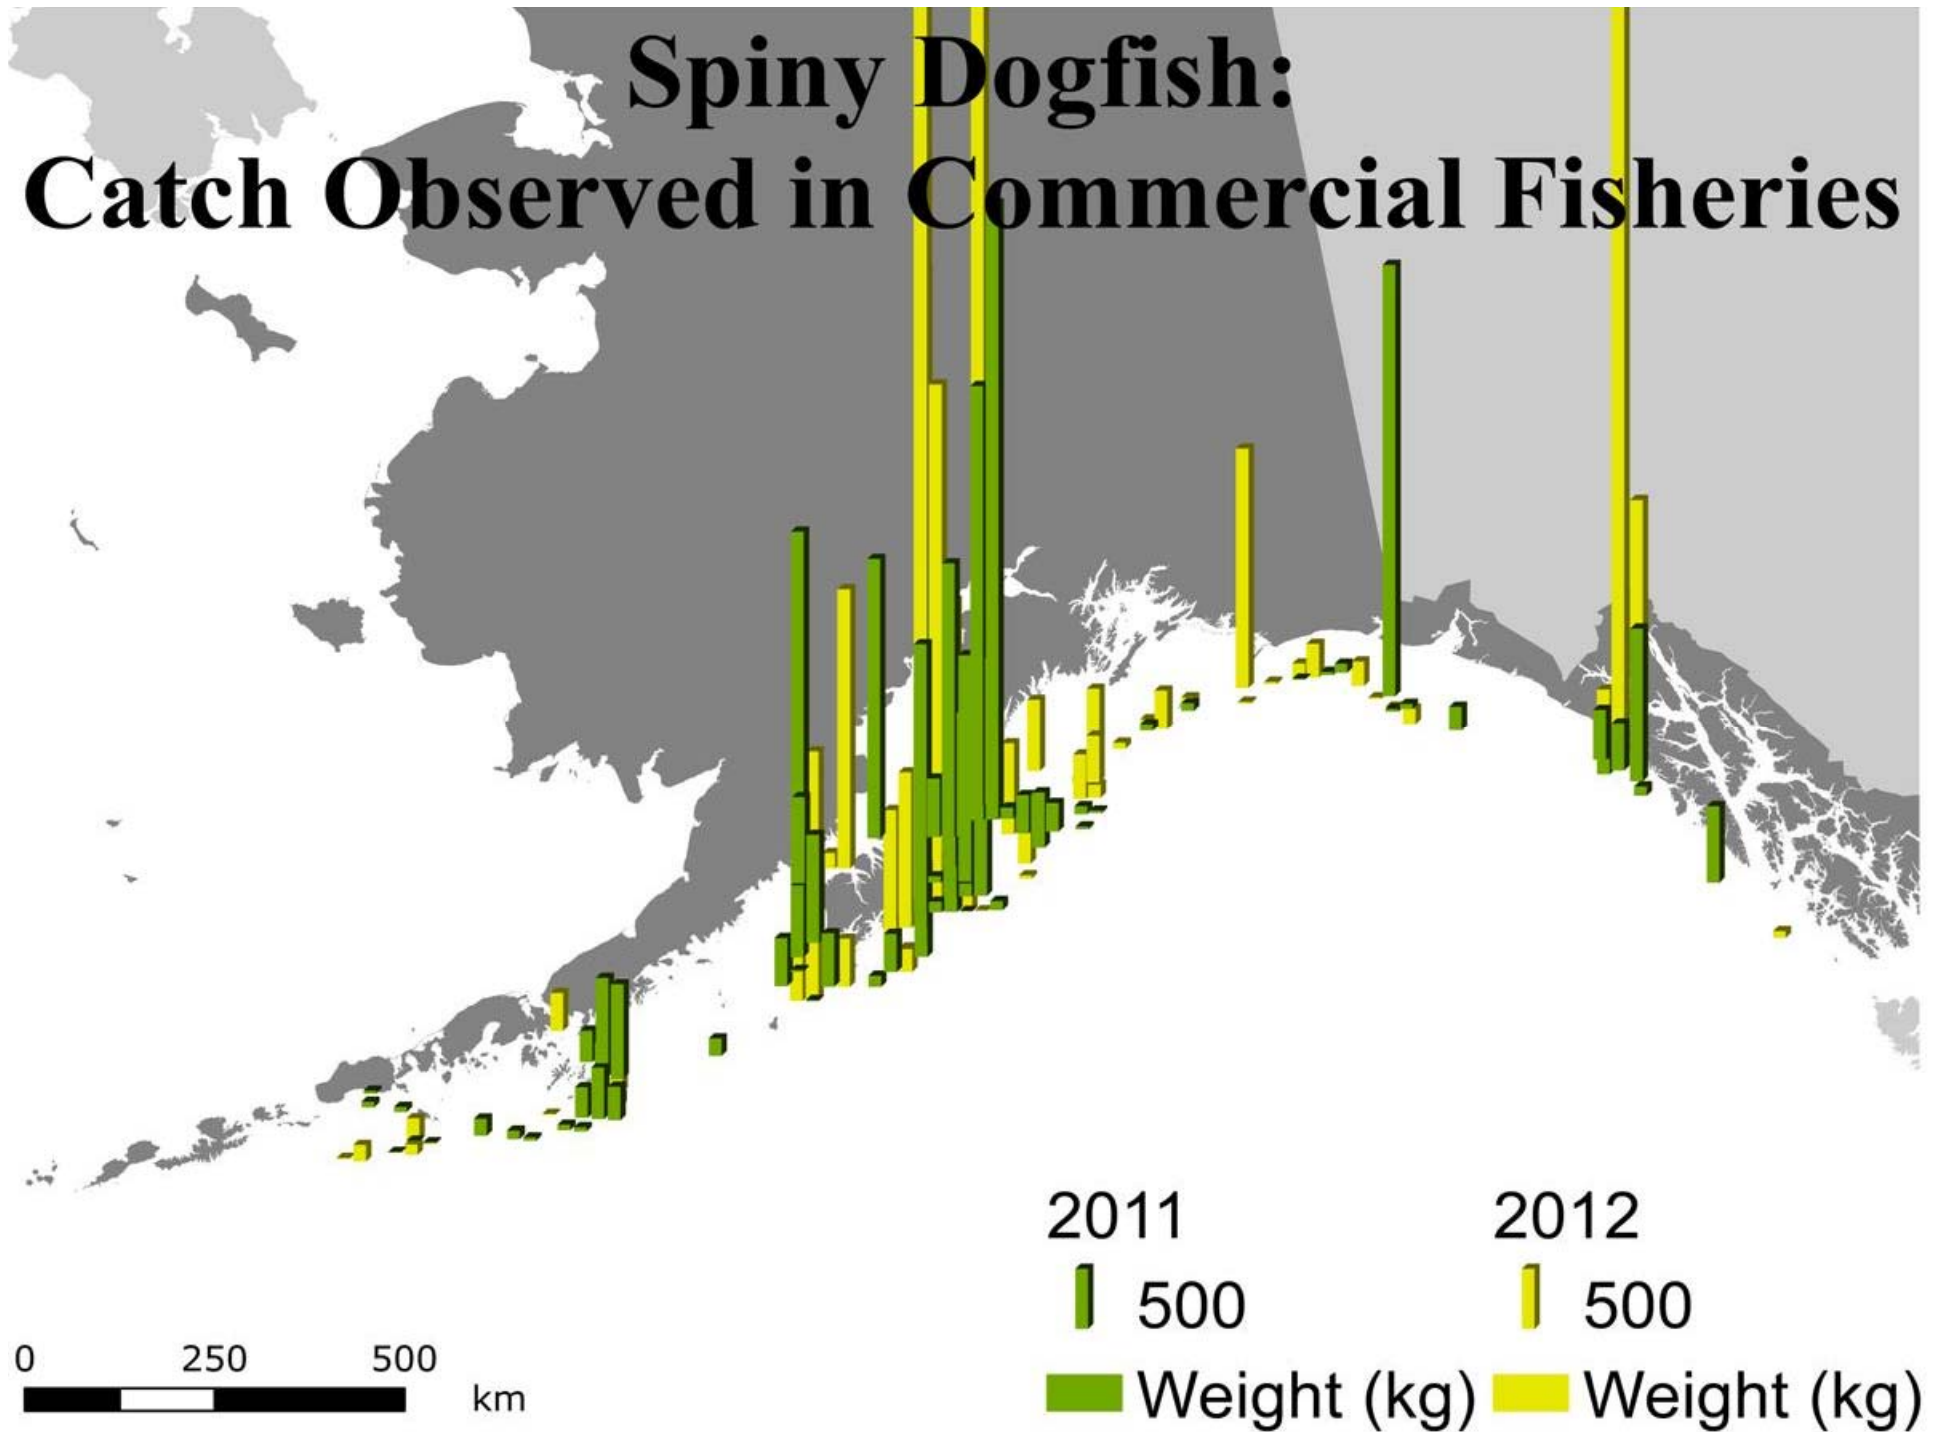 Spiny Dogfish:
Catch Observed in Commercial Fisheries
2011 2012
500 500
0 250 500
km
Weight (kg) Weight (kg)